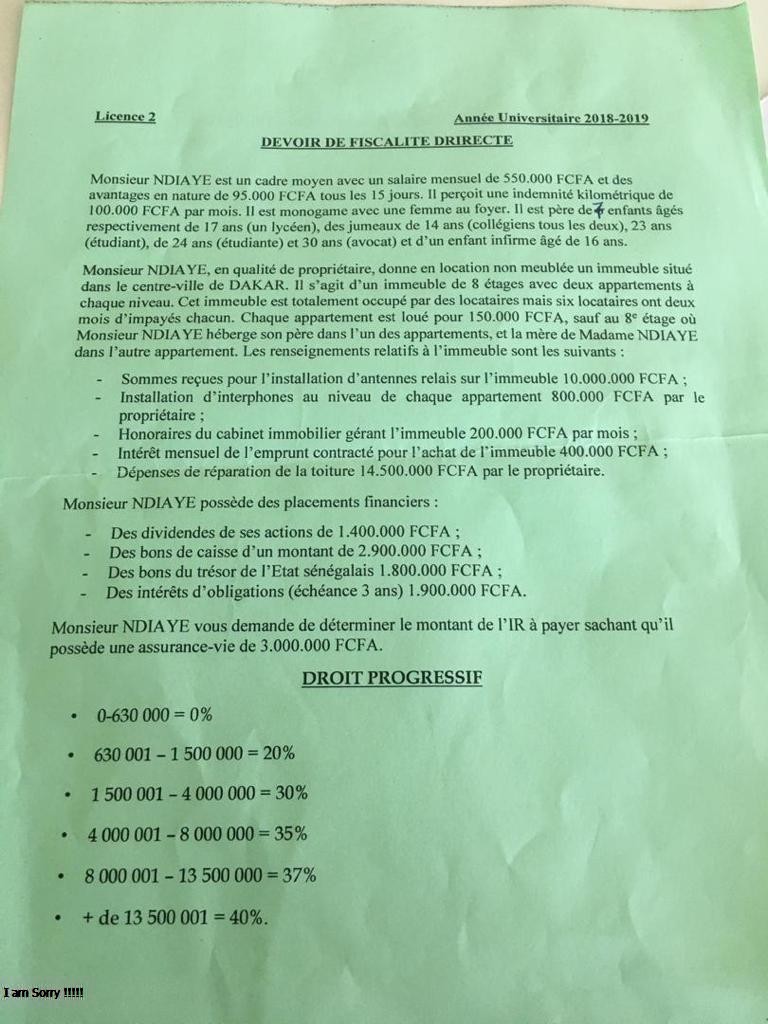 Licence 2 Année Universitaire 2018-2019
DEVOIR DE FISCALITE DRIRECTE
Monsieur NDIAYE est un cadre moyen avec un salaire mensuel de 550.000 FCFA et des
avantages en nature de 95.000 FCFA tous les 15 jours. Il perçoit une indemnité kilométrique de
100.000 FCFA par mois. Il est monogame avec une femme au foyer. Il est père de 7 enfants âgés
respectivement de 17 ans (un lycéen), des jumeaux de 14 ans (collégiens tous les deux), 23 ans
(étudiant), de 24 ans (étudiante) et 30 ans (avocat) et d'un enfant infirme âgé de 16 ans.
Monsieur NDIAYE, en qualité de propriétaire, donne en location non meublée un immeuble situé
dans le centre-ville de DAKAR. Il s'agit d'un immeuble de 8 étages avec deux appartements à
chaque niveau. Cet immeuble est totalement occupé par des locataires mais six locataires ont deux
mois d'impayés chacun. Chaque appartement est loué pour 150.000 FCFA, sauf au 8e étage où
Monsieur NDIAYE héberge son père dans l'un des appartements, et la mère de Madame NDIAYE
dans l'autre appartement. Les renseignements relatifs à l'immeuble sont les suivants :
- Sommes reçues pour l'installation d'antennes relais sur l'immeuble 10.000.000 FCFA ;
- Installation d'interphones au niveau de chaque appartement 800.000 FCFA par le
propriétaire ;
- Honoraires du cabinet immobilier gérant l'immeuble 200.000 FCFA par mois ;
- Intérêt mensuel de l'emprunt contracté pour l'achat de l'immeuble 400.000 FCFA ;
- Dépenses de réparation de la toiture 14.500.000 FCFA par le propriétaire.
Monsieur NDIAYE possède des placements financiers :
- Des dividendes de ses actions de 1.400.000 FCFA ;
- Des bons de caisse d'un montant de 2.900.000 FCFA ;
- Des bons du trésor de l'Etat sénégalais 1.800.000 FCFA ;
- Des intérêts d'obligations (échéance 3 ans) 1.900.000 FCFA.
Monsieur NDIAYE vous demande de déterminer le montant de l'IR à payer sachant qu'il
possède une assurance-vie de 3.000.000 FCFA.
DROIT PROGRESSIF
• 0-630 000 = 0%
• 630 001 – 1 500 000 = 20%
• 1 500 001 – 4 000 000 = 30%
• 4 000 001 – 8 000 000 = 35%
• 8 000 001 – 13 500 000 = 37%
• + de 13 500 001 = 40%.
I am Sorry !!!!!